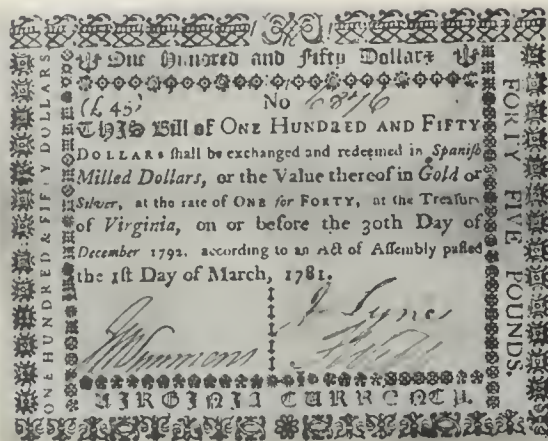 One Hundred and Fifty Dollars
(£ 45) No 6876
THIS Bill of ONE HUNDRED AND FIFTY
DOLLARS shall be exchanged and redeemed in Spanish
Milled Dollars, or the Value thereof in Gold or
Silver, at the rate of ONE for FORTY, at the Treasury
of Virginia, on or before the 30th Day of
December 1792, according to an Act of Assembly passed
the 1st Day of March, 1781.
J Lyne
Simmons
VIRGINIA CURRENCY.
ONE HUNDRED & FIFTY DOLLARS
FORTY FIVE POUNDS.